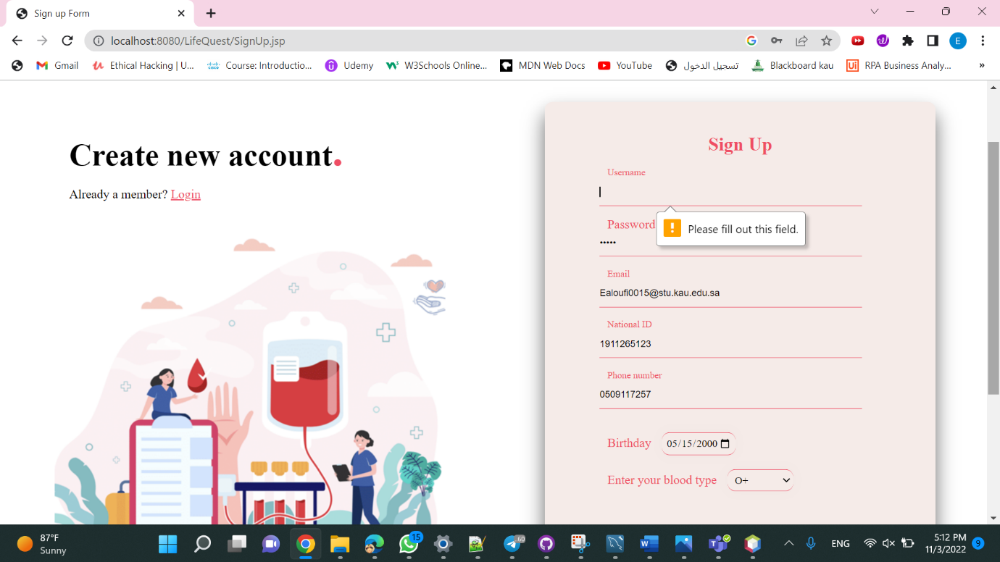 Sign up Form
localhost:8080/LifeQuest/SignUp.jsp
E
Gmail
Ethical Hacking | U...
Course: Introductio...
Udemy
W3Schools Online...
MDN Web Docs
YouTube
تسجيل الدخول
Blackboard kau
Ui RPA Business Analy...
»
Create new account.
Already a member? Login
Sign Up
Username
Please fill out this field.
Password
•••••
Email
Ealoufi0015@stu.kau.edu.sa
National ID
1911265123
Phone number
0509117257
Birthday 05/15/2000
Enter your blood type O+
87°F
Sunny
15
60
ENG
5:12 PM
11/3/2022
9